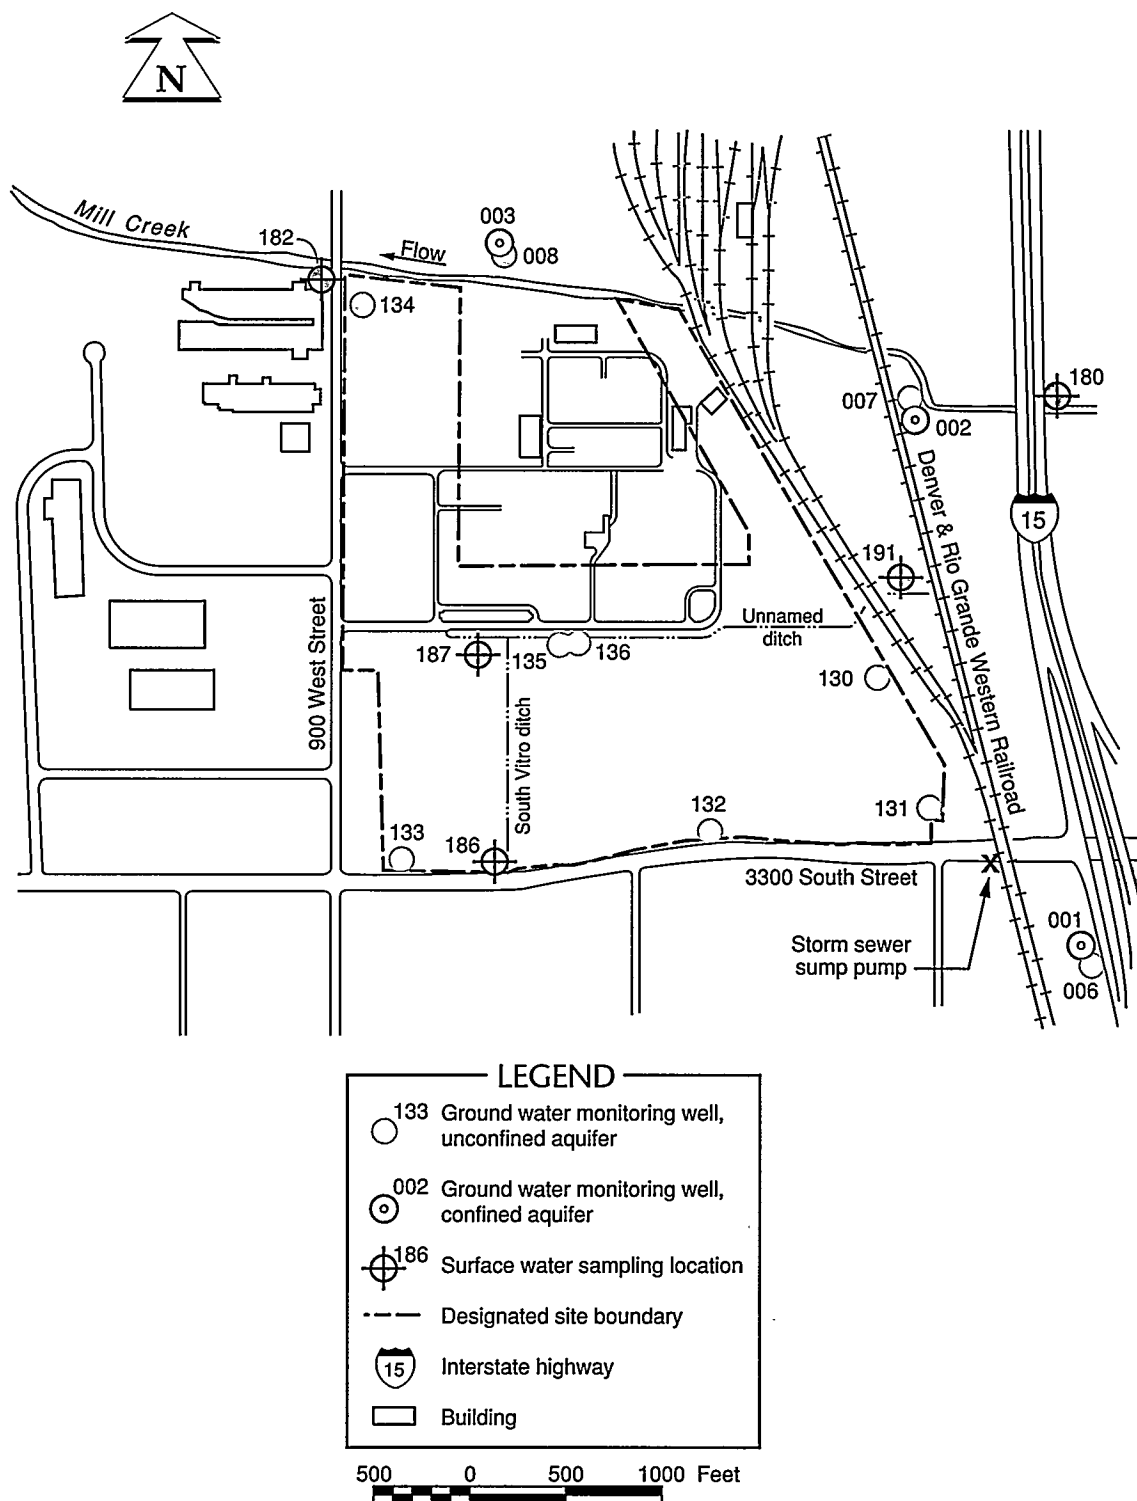 N
Mill Creek
182
Flow
003
008
134
180
007
002
Denver & Rio Grande Western Railroad
15
191
Unnamed
ditch
187
135
136
130
900 West Street
South Vitro ditch
132
131
133
186
3300 South Street
X
001
Storm sewer
sump pump
006
LEGEND
133 Ground water monitoring well,
unconfined aquifer
002 Ground water monitoring well,
confined aquifer
186 Surface water sampling location
Designated site boundary
15 Interstate highway
Building
500 0 500 1000 Feet